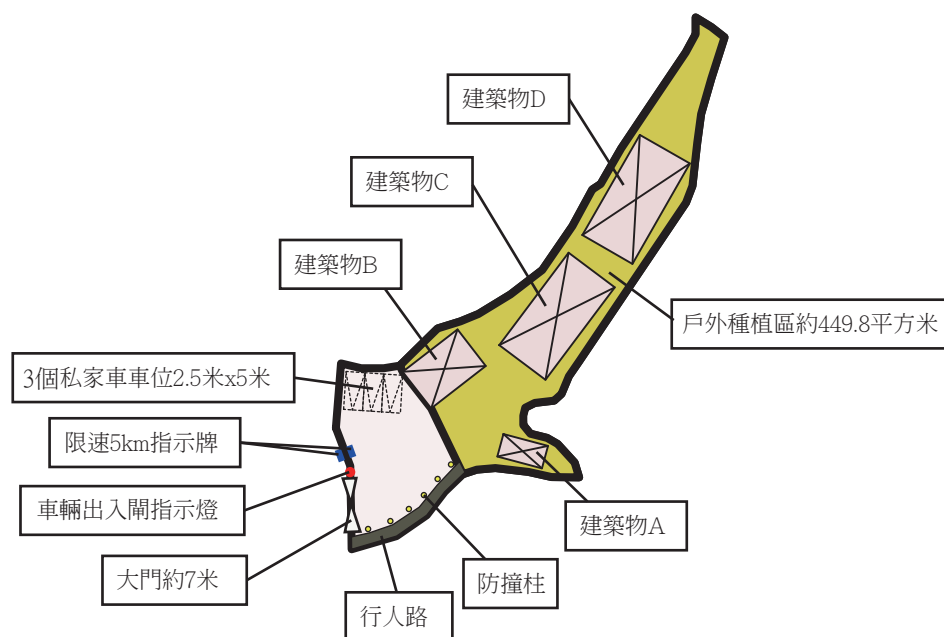 建築物D
建築物C
建築物B
戶外種植區約449.8平方米
3個私家車車位2.5米x5米
限速5km指示牌
車輛出入閘指示燈
建築物A
大門約7米
防撞柱
行人路